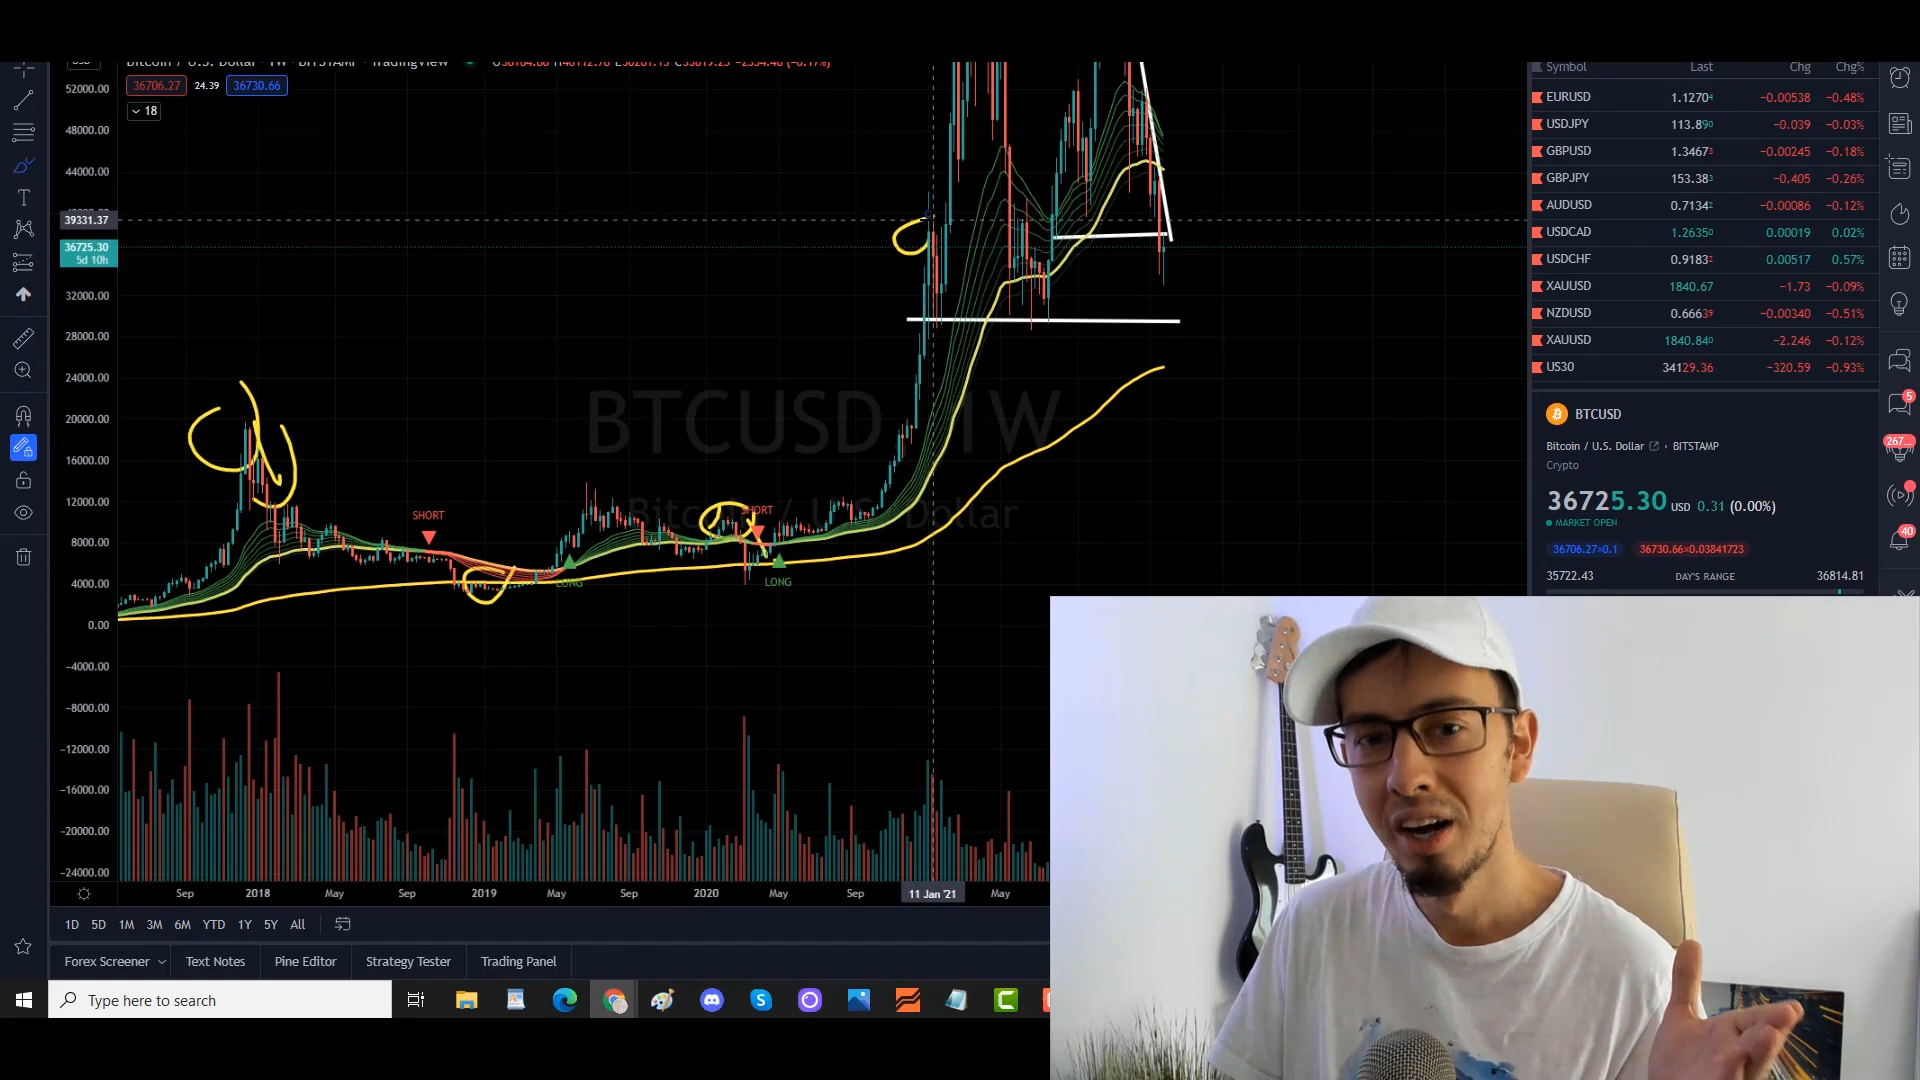 Bitcoin / U.S. Dollar · 1W · BITSTAMP · TradingView
36706.27 24.39 36730.66
18
52000.00
48000.00
44000.00
39331.37
36725.30
5d 10h
32000.00
28000.00
24000.00
20000.00
16000.00
12000.00
8000.00
4000.00
0.00
−4000.00
−8000.00
−12000.00
−16000.00
−20000.00
−24000.00
BTCUSD, 1W
Bitcoin / U.S. Dollar
SHORT
LONG
SHORT
LONG
Sep 2018 May Sep 2019 May Sep 2020 May Sep 11 Jan '21 May
1D 5D 1M 3M 6M YTD 1Y 5Y All
Forex Screener Text Notes Pine Editor Strategy Tester Trading Panel
Type here to search
Symbol Last Chg Chg%
EURUSD 1.12704 −0.00538 −0.48%
USDJPY 113.890 −0.039 −0.03%
GBPUSD 1.34673 −0.00245 −0.18%
GBPJPY 153.383 −0.405 −0.26%
AUDUSD 0.71342 −0.00086 −0.12%
USDCAD 1.26350 0.00019 0.02%
USDCHF 0.91832 0.00517 0.57%
XAUUSD 1840.67 −1.73 −0.09%
NZDUSD 0.66639 −0.00340 −0.51%
XAUUSD 1840.840 −2.246 −0.12%
US30 34129.36 −320.59 −0.93%
BTCUSD
Bitcoin / U.S. Dollar · BITSTAMP
Crypto
36725.30 USD 0.31 (0.00%)
MARKET OPEN
36706.27×0.1 36730.66×0.03841723
35722.43 DAY'S RANGE 36814.81
5
267...
40